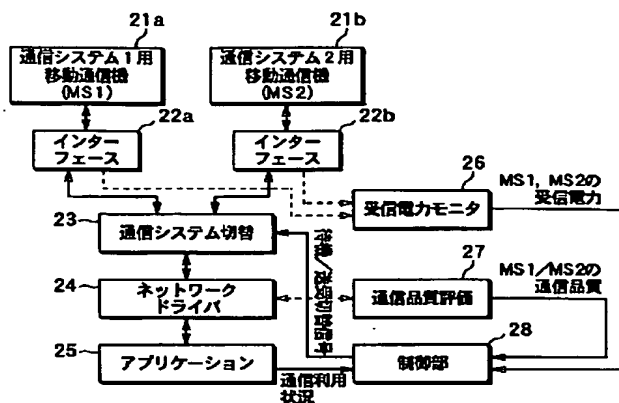 21a
21b
通信システム1用
移動通信機
(MS1)
通信システム2用
移動通信機
(MS2)
22a
22b
インター
フェース
インター
フェース
26
MS1, MS2の
受信電力
受信電力モニタ
23
通信システム切替
27
MS1/MS2の
通信品質
24
ネットワーク
ドライバ
通信品質評価
28
25
アプリケーション
制御部
通信利用
状況